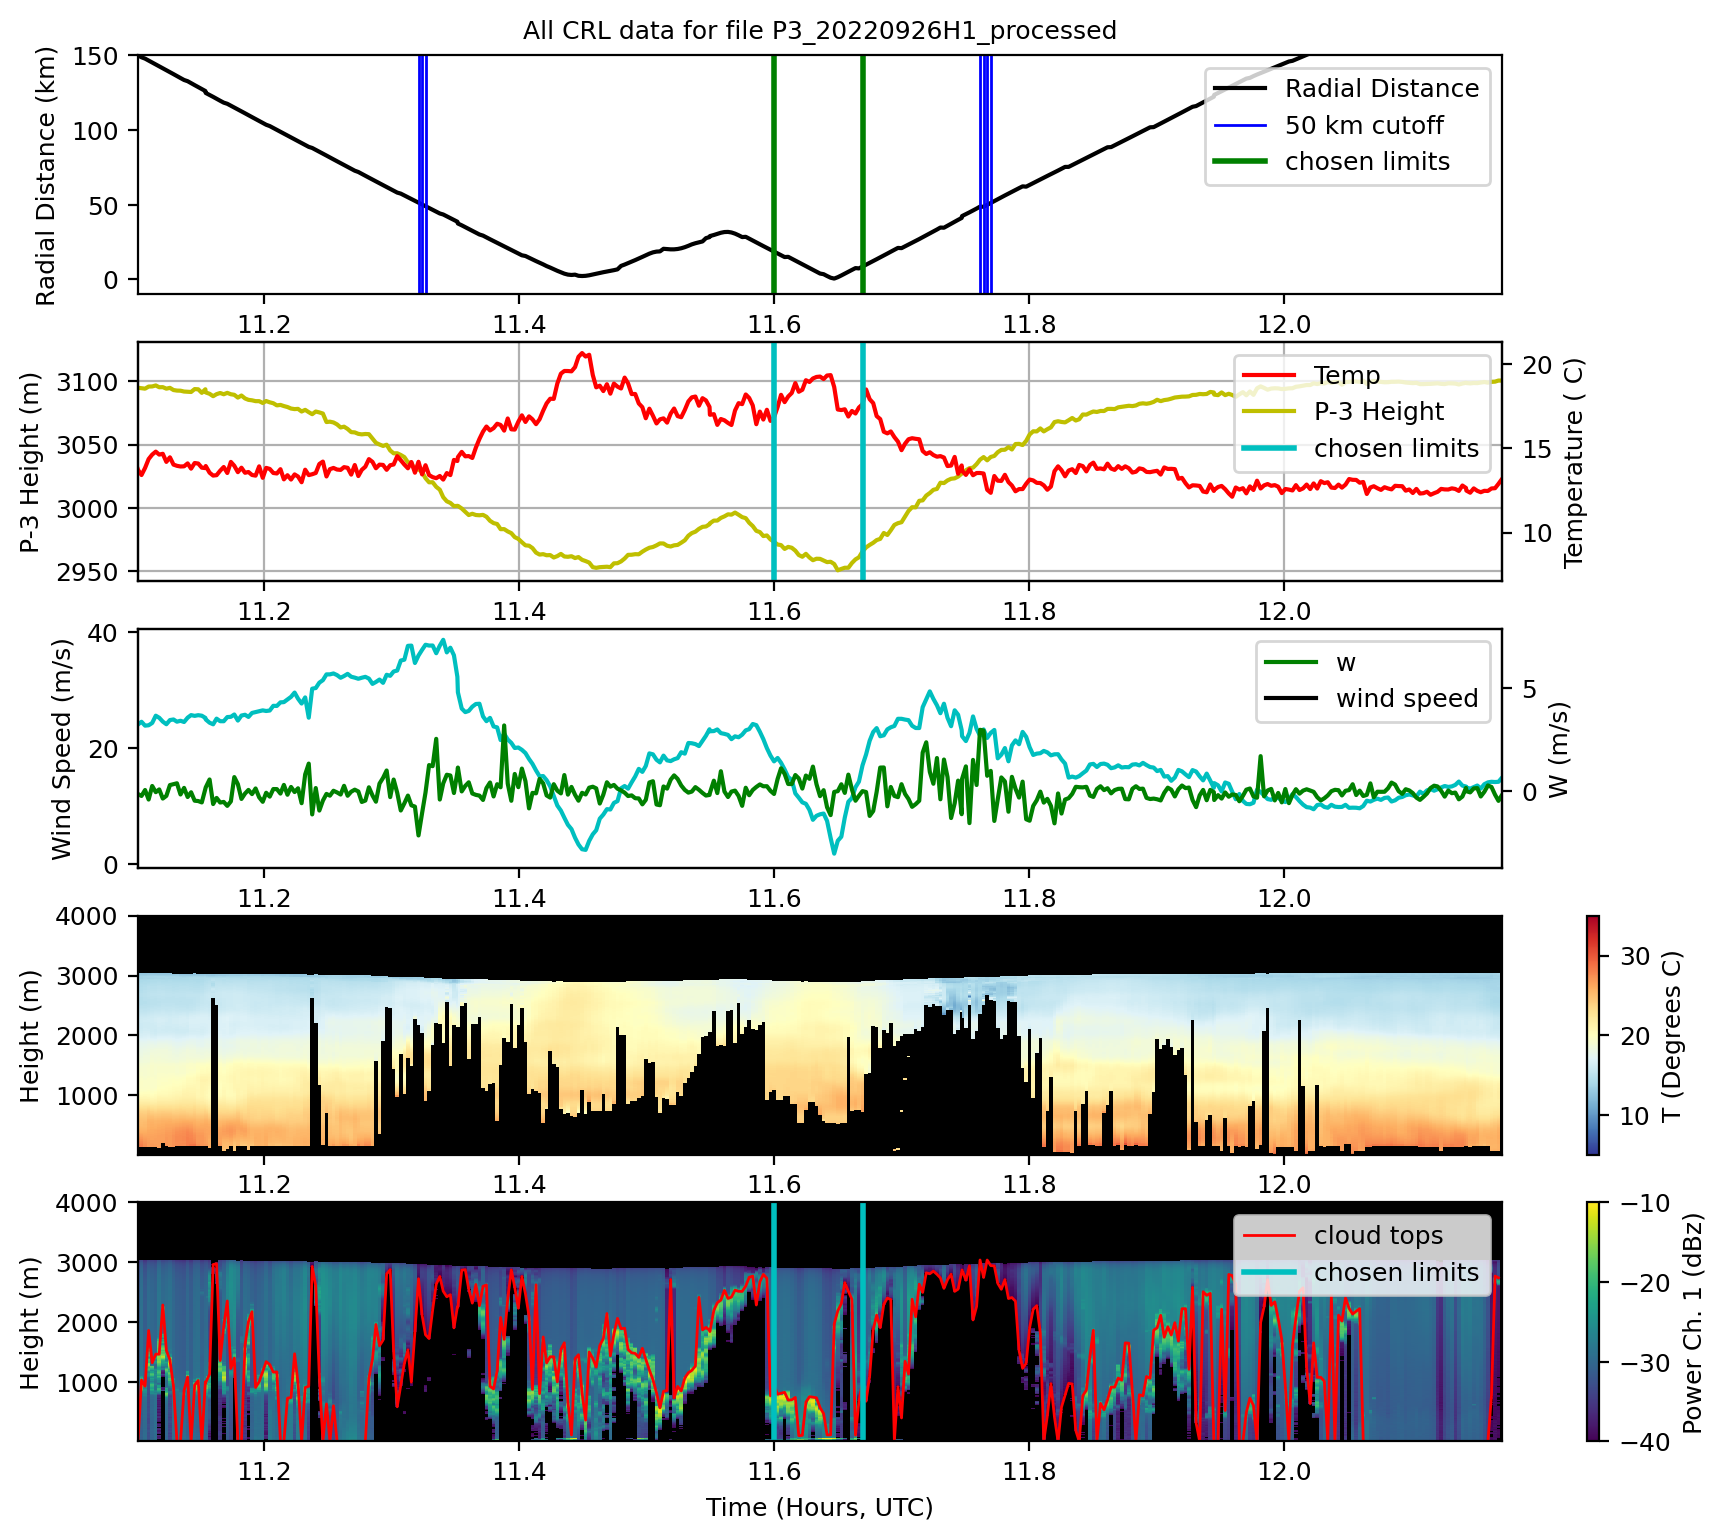 All CRL data for file P3_20220926H1_processed
Radial Distance (km)
150
100
50
0
Radial Distance
50 km cutoff
chosen limits
11.2 11.4 11.6 11.8 12.0
P-3 Height (m)
3100
3050
3000
2950
Temp
P-3 Height
chosen limits
20
15
10
Temperature ( C)
11.2 11.4 11.6 11.8 12.0
Wind Speed (m/s)
40
20
0
w
wind speed
5
0
W (m/s)
11.2 11.4 11.6 11.8 12.0
Height (m)
4000
3000
2000
1000
30
20
10
T (Degrees C)
11.2 11.4 11.6 11.8 12.0
Height (m)
4000
3000
2000
1000
cloud tops
chosen limits
−10
−20
−30
−40
Power Ch. 1 (dBz)
11.2 11.4 11.6 11.8 12.0
Time (Hours, UTC)